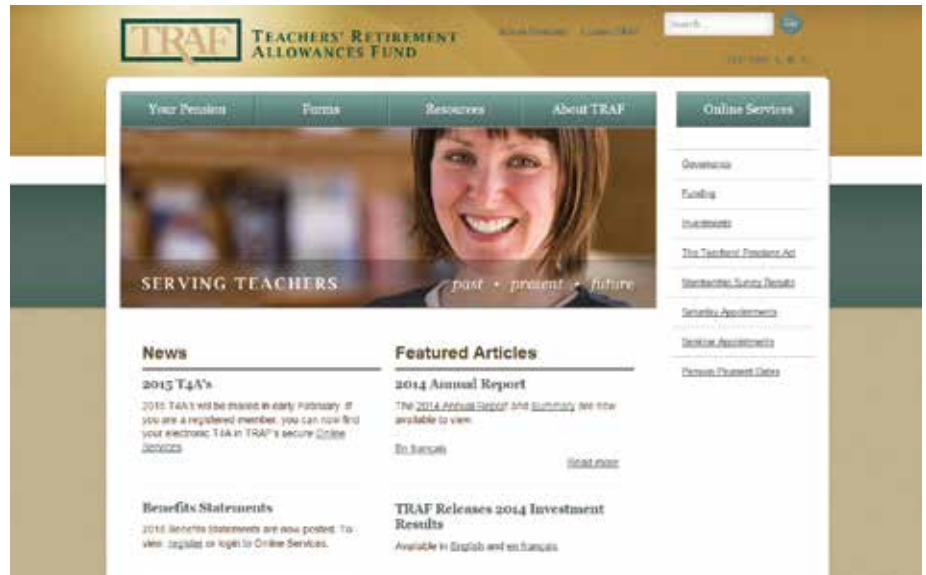 TRAF
TEACHERS' RETIREMENT
ALLOWANCES FUND
Search...
Go
Your Pension
Forms
Resources
About TRAF
Online Services
SERVING TEACHERS
past • present • future
Governance
Funding
Investments
The Teachers' Pensions Act
Membership Survey Results
Saturday Appointments
Seminar Appointments
Pension Payment Dates
News
2015 T4A's
2015 T4A's will be mailed in early February. If
you are a registered member, you can now find
your electronic T4A in TRAF's secure Online
Services.
Benefits Statements
Benefits Statements are now posted. To
view, register or login to Online Services.
Featured Articles
2014 Annual Report
The 2014 Annual Report and Summary are now
available to view.
En français
Read more
TRAF Releases 2014 Investment
Results
Available in English and en français.